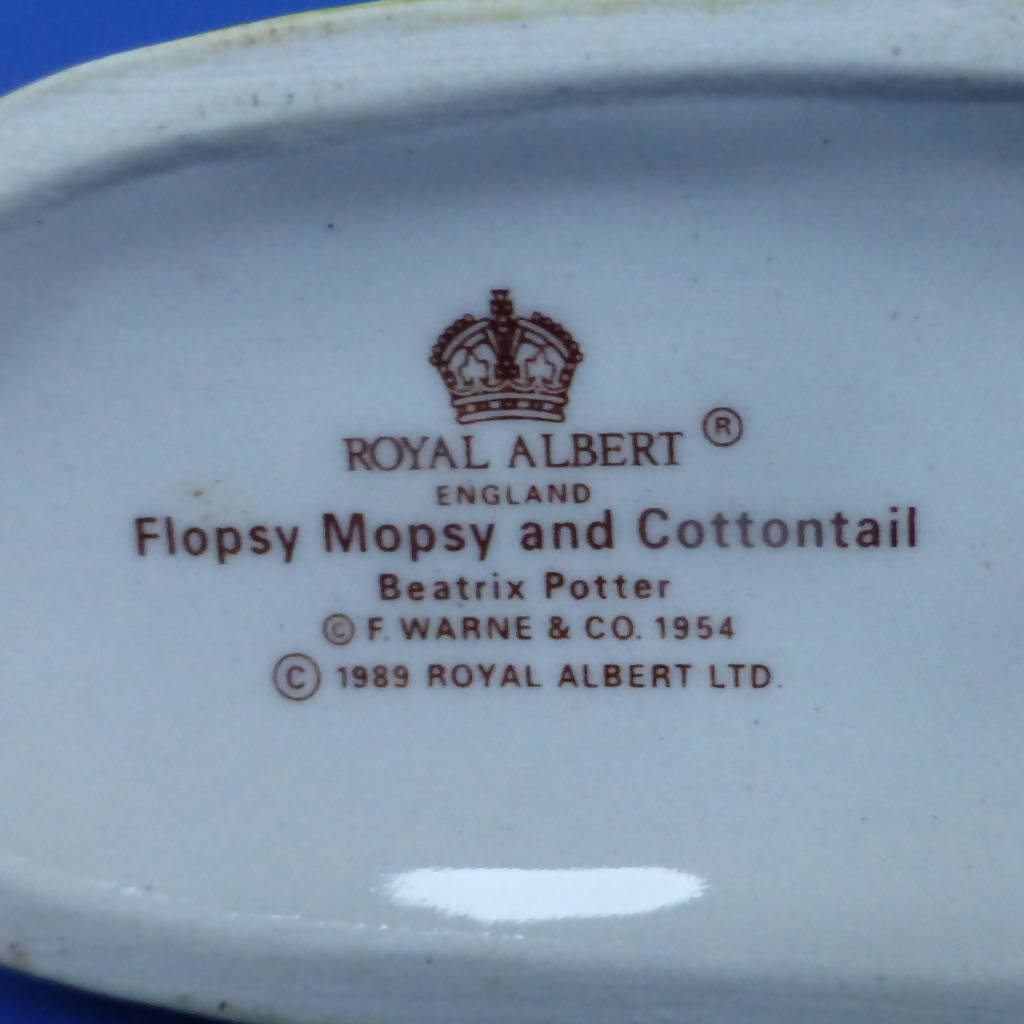 ROYAL ALBERT ®
ENGLAND
Flopsy Mopsy and Cottontail
Beatrix Potter
© F. WARNE & CO. 1954
© 1989 ROYAL ALBERT LTD.